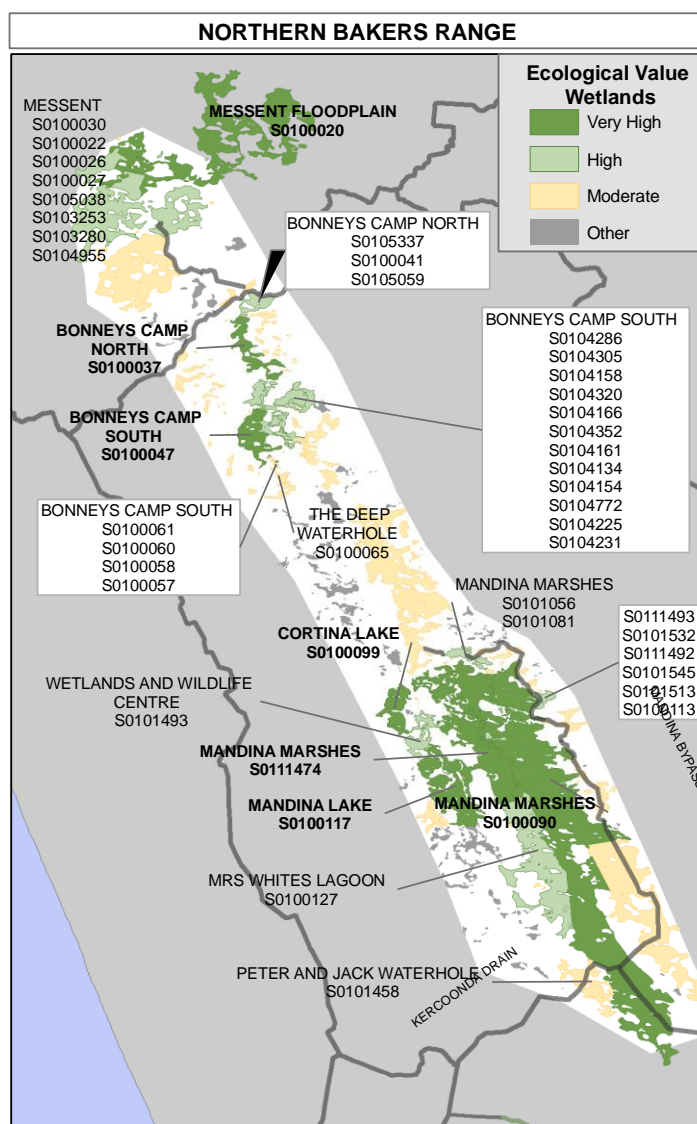 NORTHERN BAKERS RANGE
Ecological Value
Wetlands
Very High
High
Moderate
Other
MESSENT
S0100030
S0100022
S0100026
S0100027
S0105038
S0103253
S0103280
S0104955
MESSENT FLOODPLAIN
S0100020
BONNEYS CAMP NORTH
S0105337
S0100041
S0105059
BONNEYS CAMP
NORTH
S0100037
BONNEYS CAMP SOUTH
S0104286
S0104305
S0104158
S0104320
S0104166
S0104352
S0104161
S0104134
S0104154
S0104772
S0104225
S0104231
BONNEYS CAMP
SOUTH
S0100047
BONNEYS CAMP SOUTH
S0100061
S0100060
S0100058
S0100057
THE DEEP
WATERHOLE
S0100065
MANDINA MARSHES
S0101056
S0101081
S0111493
S0101532
S0111492
S0101545
S0101513
S0100113
CORTINA LAKE
S0100099
WETLANDS AND WILDLIFE
CENTRE
S0101493
MANDINA BYPASS
MANDINA MARSHES
S0111474
MANDINA LAKE
S0100117
MANDINA MARSHES
S0100090
MRS WHITES LAGOON
S0100127
PETER AND JACK WATERHOLE
S0101458
KERCOONDA DRAIN